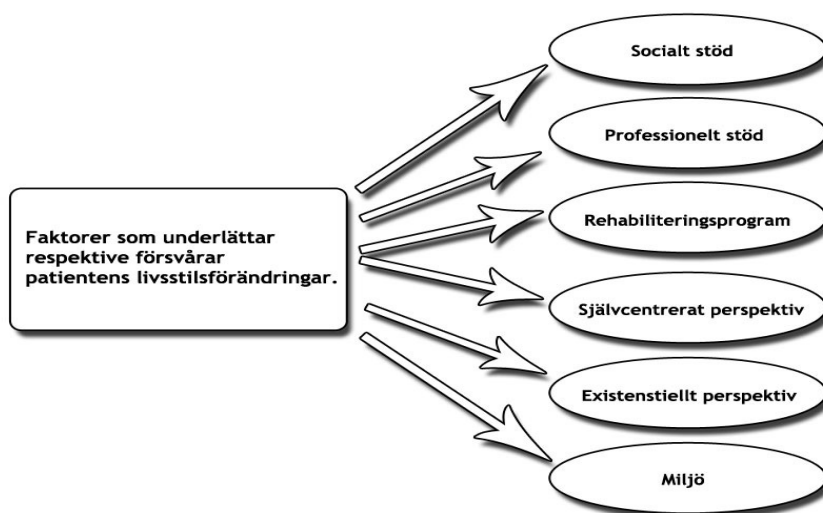 Socialt stöd
Professionelt stöd
Rehabiliteringsprogram
Faktorer som underlättar
respektive försvårar
patientens livsstilsförändringar.
Självcentrerat perspektiv
Existenstiellt perspektiv
Miljö